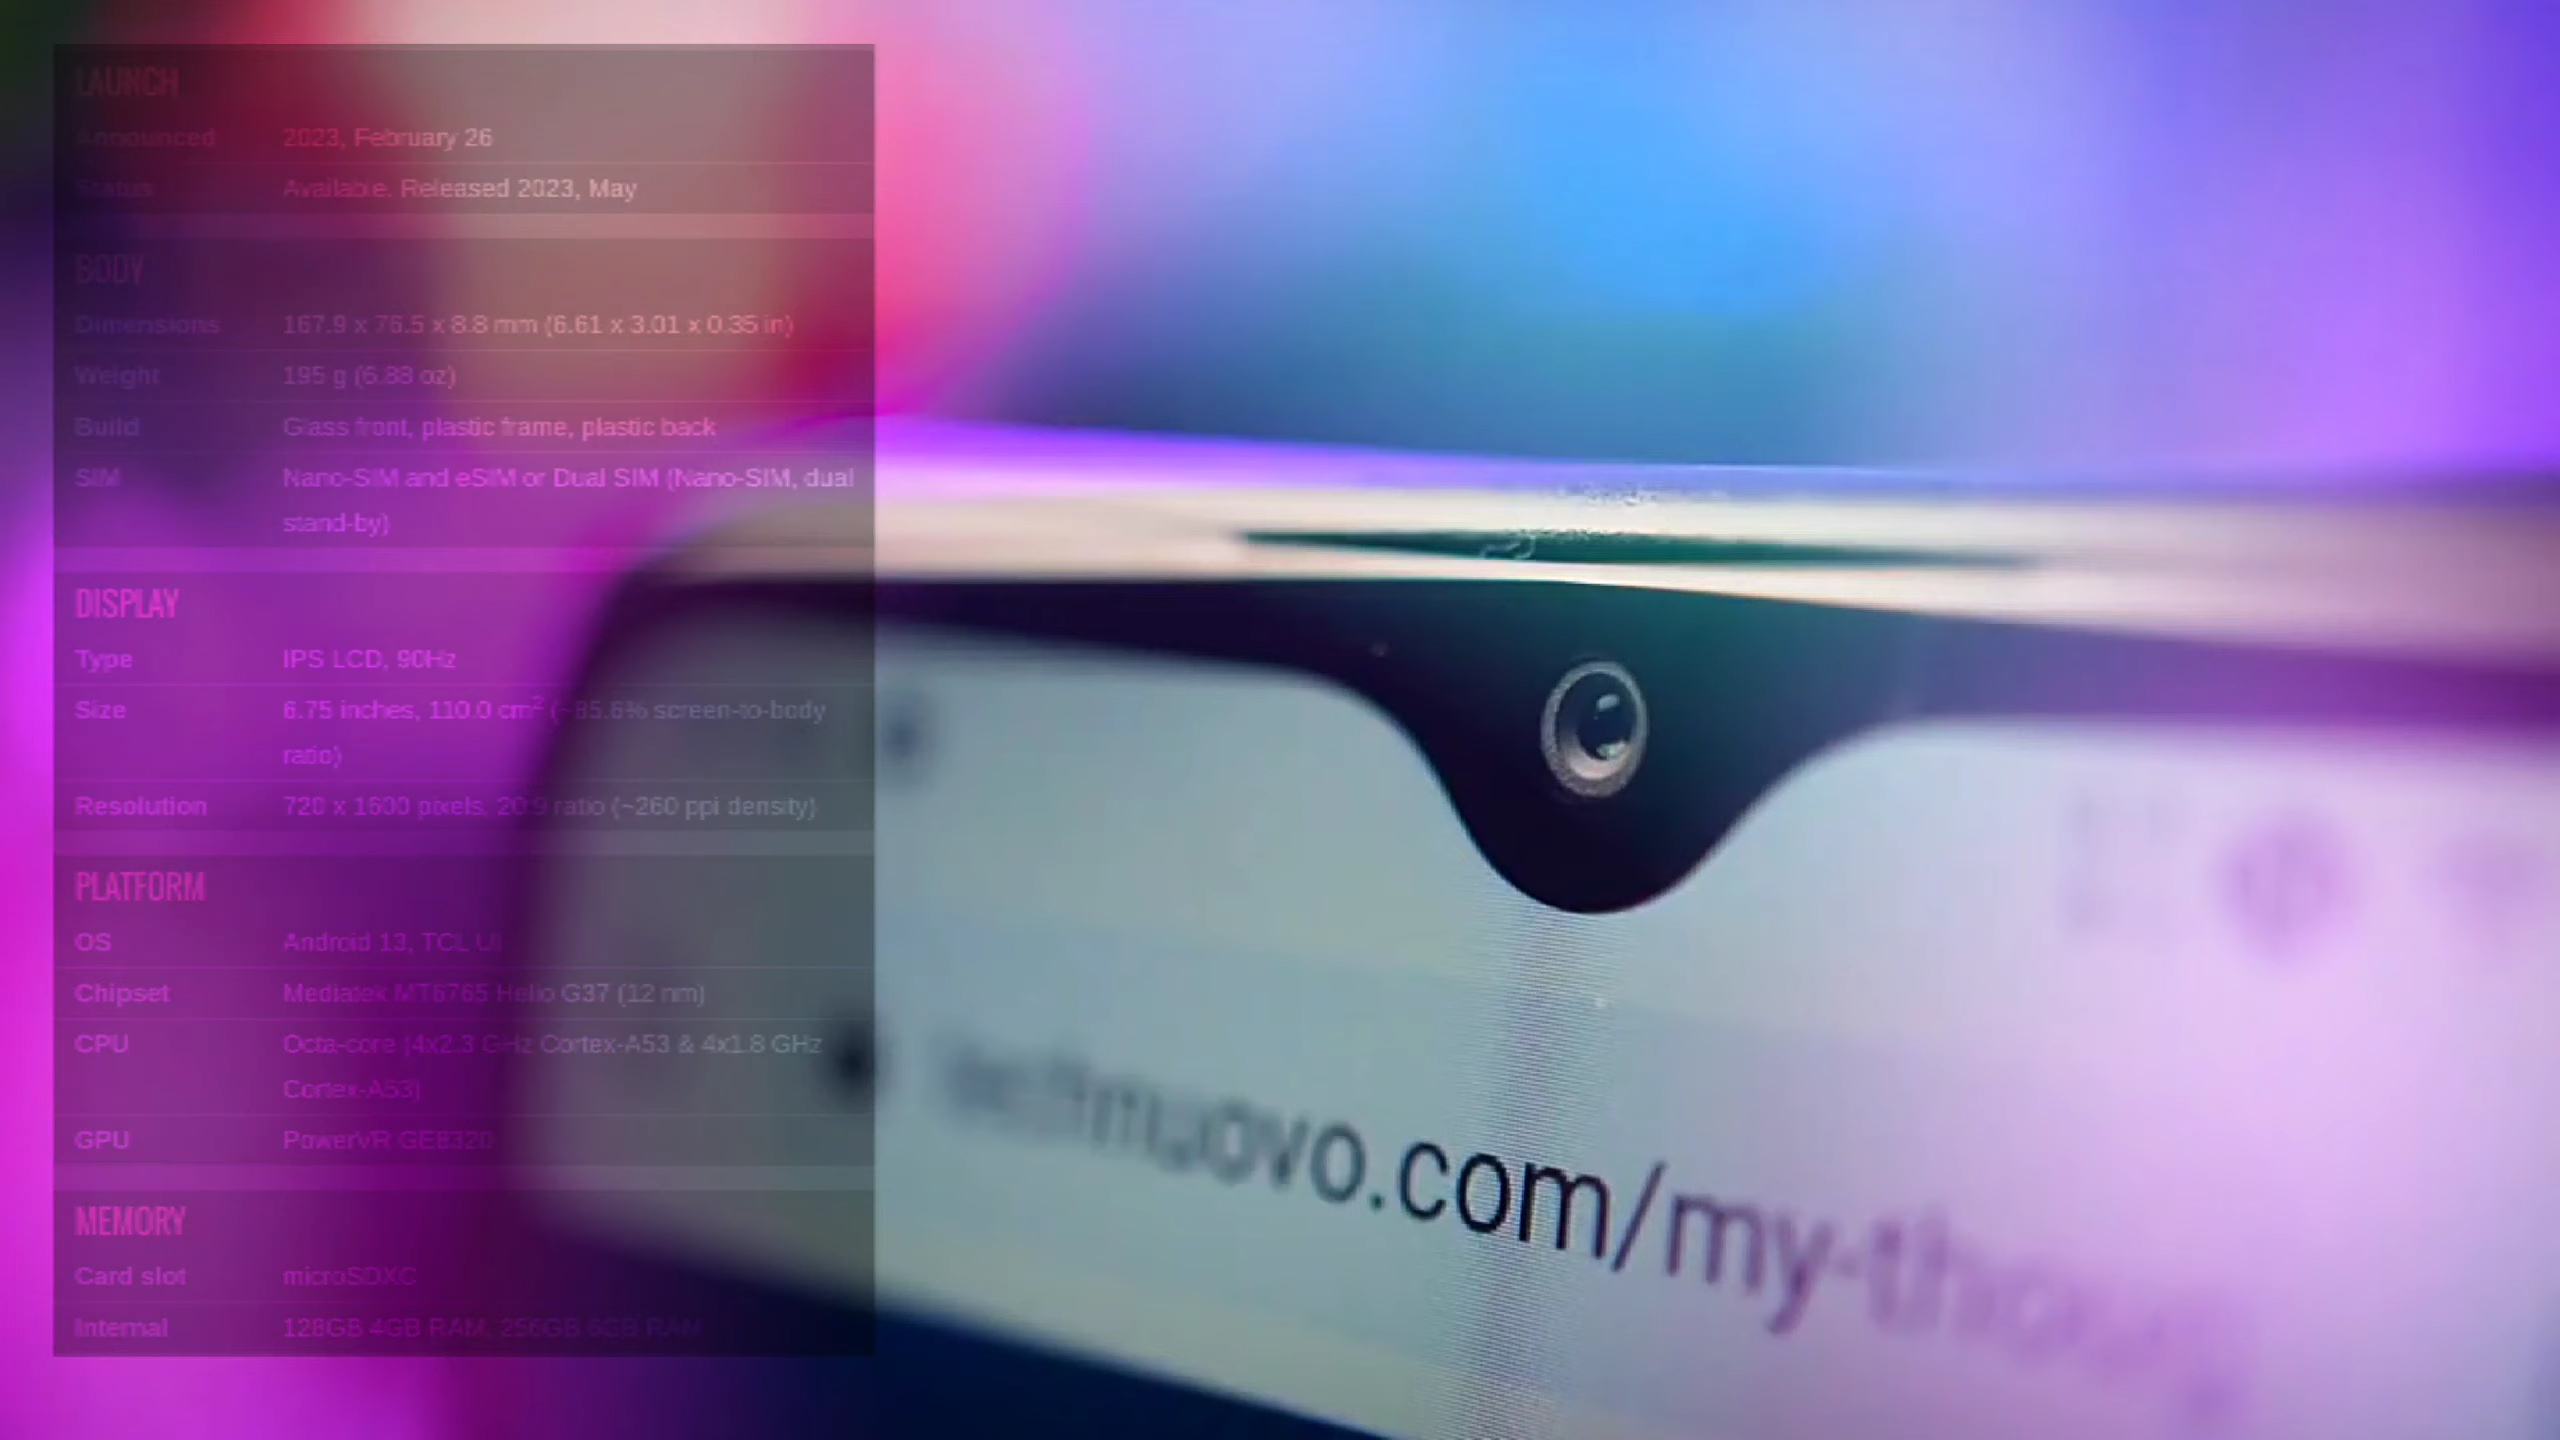 LAUNCH
Announced 2023, February 26
Status Available. Released 2023, May
BODY
Dimensions 167.9 x 76.5 x 8.8 mm (6.61 x 3.01 x 0.35 in)
Weight 195 g (6.88 oz)
Build Glass front, plastic frame, plastic back
SIM Nano-SIM and eSIM or Dual SIM (Nano-SIM, dual
stand-by)
DISPLAY
Type IPS LCD, 90Hz
Size 6.75 inches, 110.0 cm² (~85.6% screen-to-body
ratio)
Resolution 720 x 1600 pixels, 20:9 ratio (~260 ppi density)
PLATFORM
OS Android 13, TCL UI
Chipset Mediatek MT6765 Helio G37 (12 nm)
CPU Octa-core (4x2.3 GHz Cortex-A53 & 4x1.8 GHz
Cortex-A53)
GPU PowerVR GE8320
MEMORY
Card slot microSDXC
Internal 128GB 4GB RAM, 256GB 6GB RAM
.com/my-